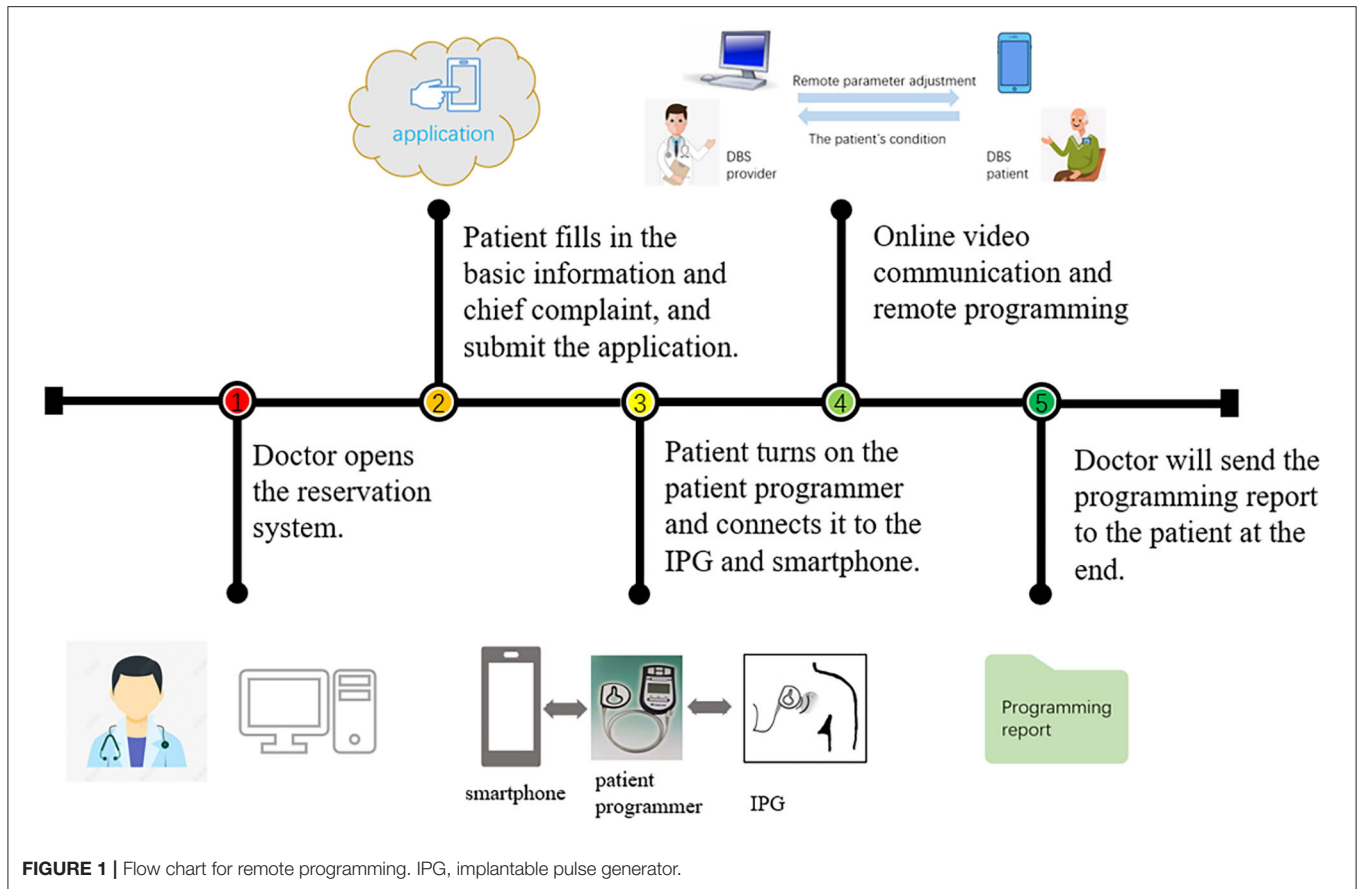 application
Remote parameter adjustment
The patient's condition
DBS
provider
DBS
patient
Patient fills in the
basic information and
chief complaint, and
submit the application.
Online video
communication and
remote programming
1
2
3
4
5
Doctor opens
the reservation
system.
Patient turns on the
patient programmer
and connects it to the
IPG and smartphone.
Doctor will send the
programming report
to the patient at the
end.
smartphone
patient
programmer
IPG
Programming
report
FIGURE 1 | Flow chart for remote programming. IPG, implantable pulse generator.